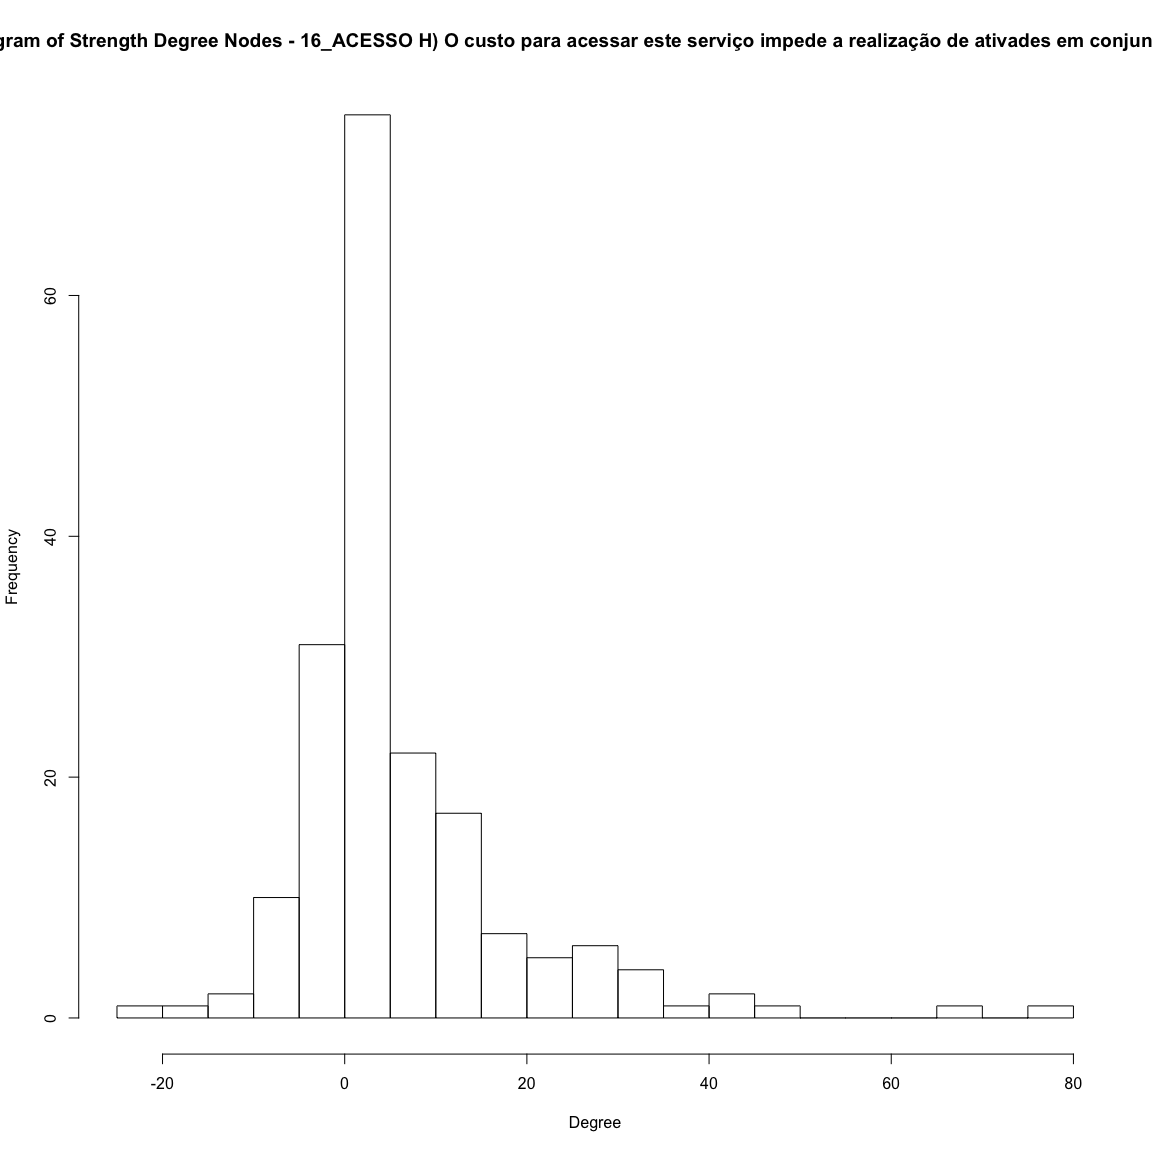 gram of Strength Degree Nodes - 16_ACESSO H) O custo para acessar este serviço impede a realização de ativades em conjun
Frequency
60
40
20
0
-20 0 20 40 60 80
Degree